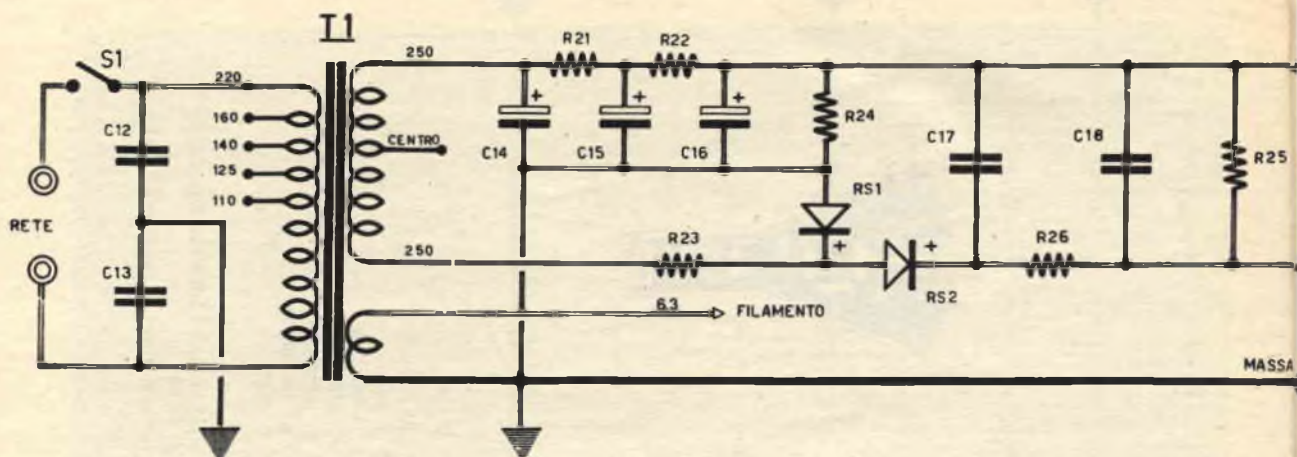 T1
S1
250
R21
R22
220
160
140
125
110
C12
C13
RETE
CENTRO
C14
C15
C16
R24
C17
C18
R25
RS1
R23
250
RS2
R26
6.3
FILAMENTO
MASSA
+
+
+
+
+